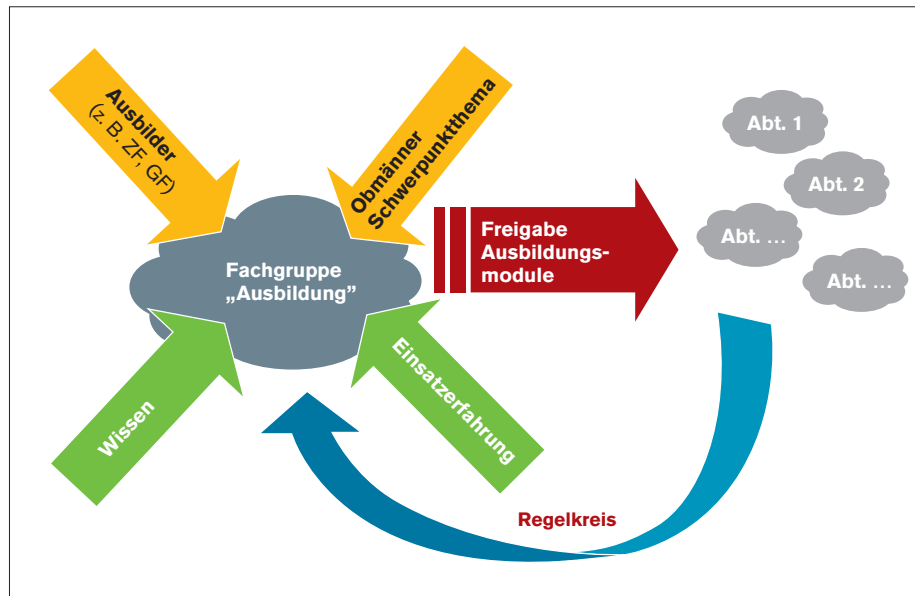 Ausbilder
(z. B. ZF, GF)
Obmänner
Schwerpunktthema
Abt. 1
Abt. 2
Abt. …
Abt. …
Freigabe
Ausbildungs-
module
Fachgruppe
„Ausbildung”
Wissen
Einsatzerfahrung
Regelkreis